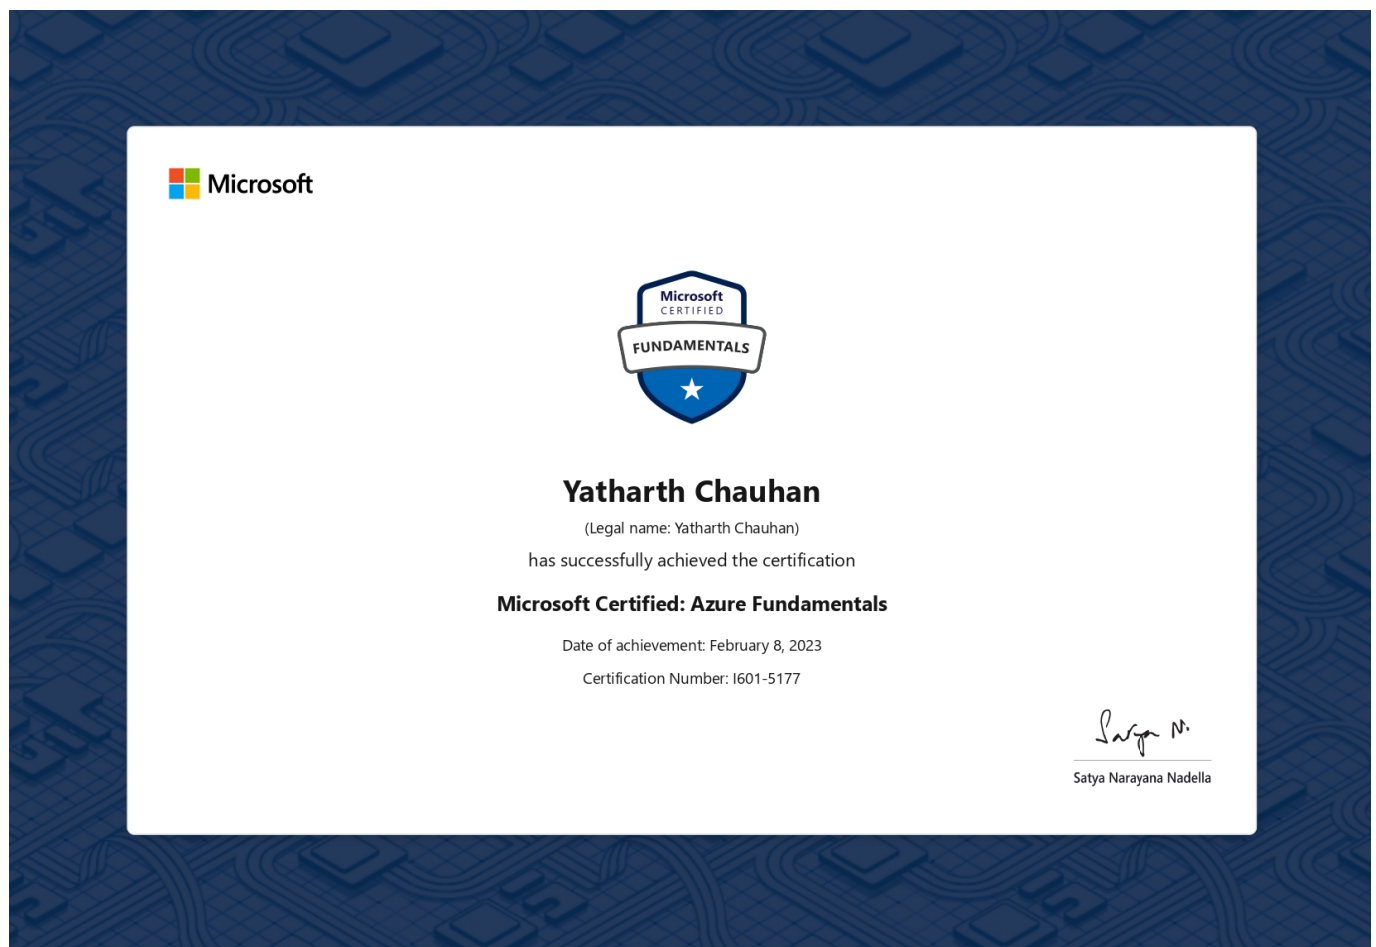 Microsoft
Microsoft
CERTIFIED
FUNDAMENTALS
Yatharth Chauhan
(Legal name: Yatharth Chauhan)
has successfully achieved the certification
Microsoft Certified: Azure Fundamentals
Date of achievement: February 8, 2023
Certification Number: I601-5177
Satya N.
Satya Narayana Nadella